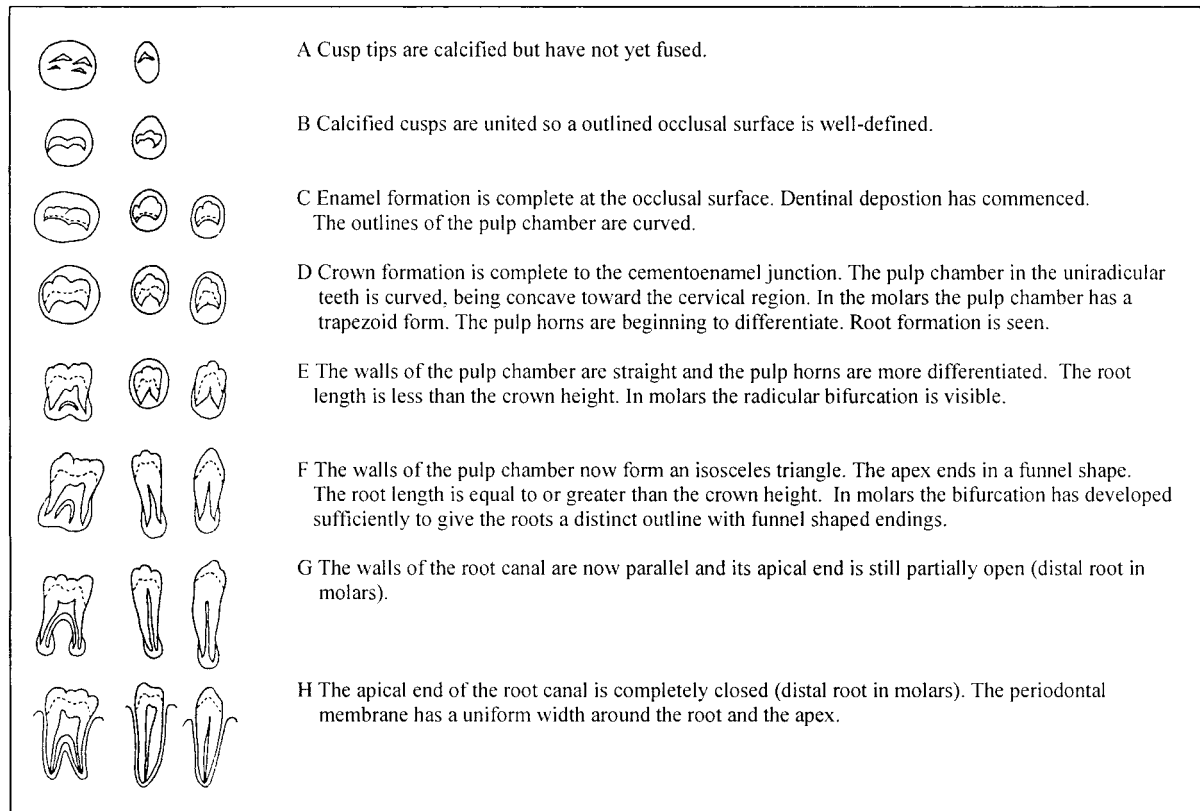 A Cusp tips are calcified but have not yet fused.
B Calcified cusps are united so a outlined occlusal surface is well-defined.
C Enamel formation is complete at the occlusal surface. Dentinal depostion has commenced.
The outlines of the pulp chamber are curved.
D Crown formation is complete to the cementoenamel junction. The pulp chamber in the uniradicular
teeth is curved, being concave toward the cervical region. In the molars the pulp chamber has a
trapezoid form. The pulp horns are beginning to differentiate. Root formation is seen.
E The walls of the pulp chamber are straight and the pulp horns are more differentiated. The root
length is less than the crown height. In molars the radicular bifurcation is visible.
F The walls of the pulp chamber now form an isosceles triangle. The apex ends in a funnel shape.
The root length is equal to or greater than the crown height. In molars the bifurcation has developed
sufficiently to give the roots a distinct outline with funnel shaped endings.
G The walls of the root canal are now parallel and its apical end is still partially open (distal root in
molars).
H The apical end of the root canal is completely closed (distal root in molars). The periodontal
membrane has a uniform width around the root and the apex.